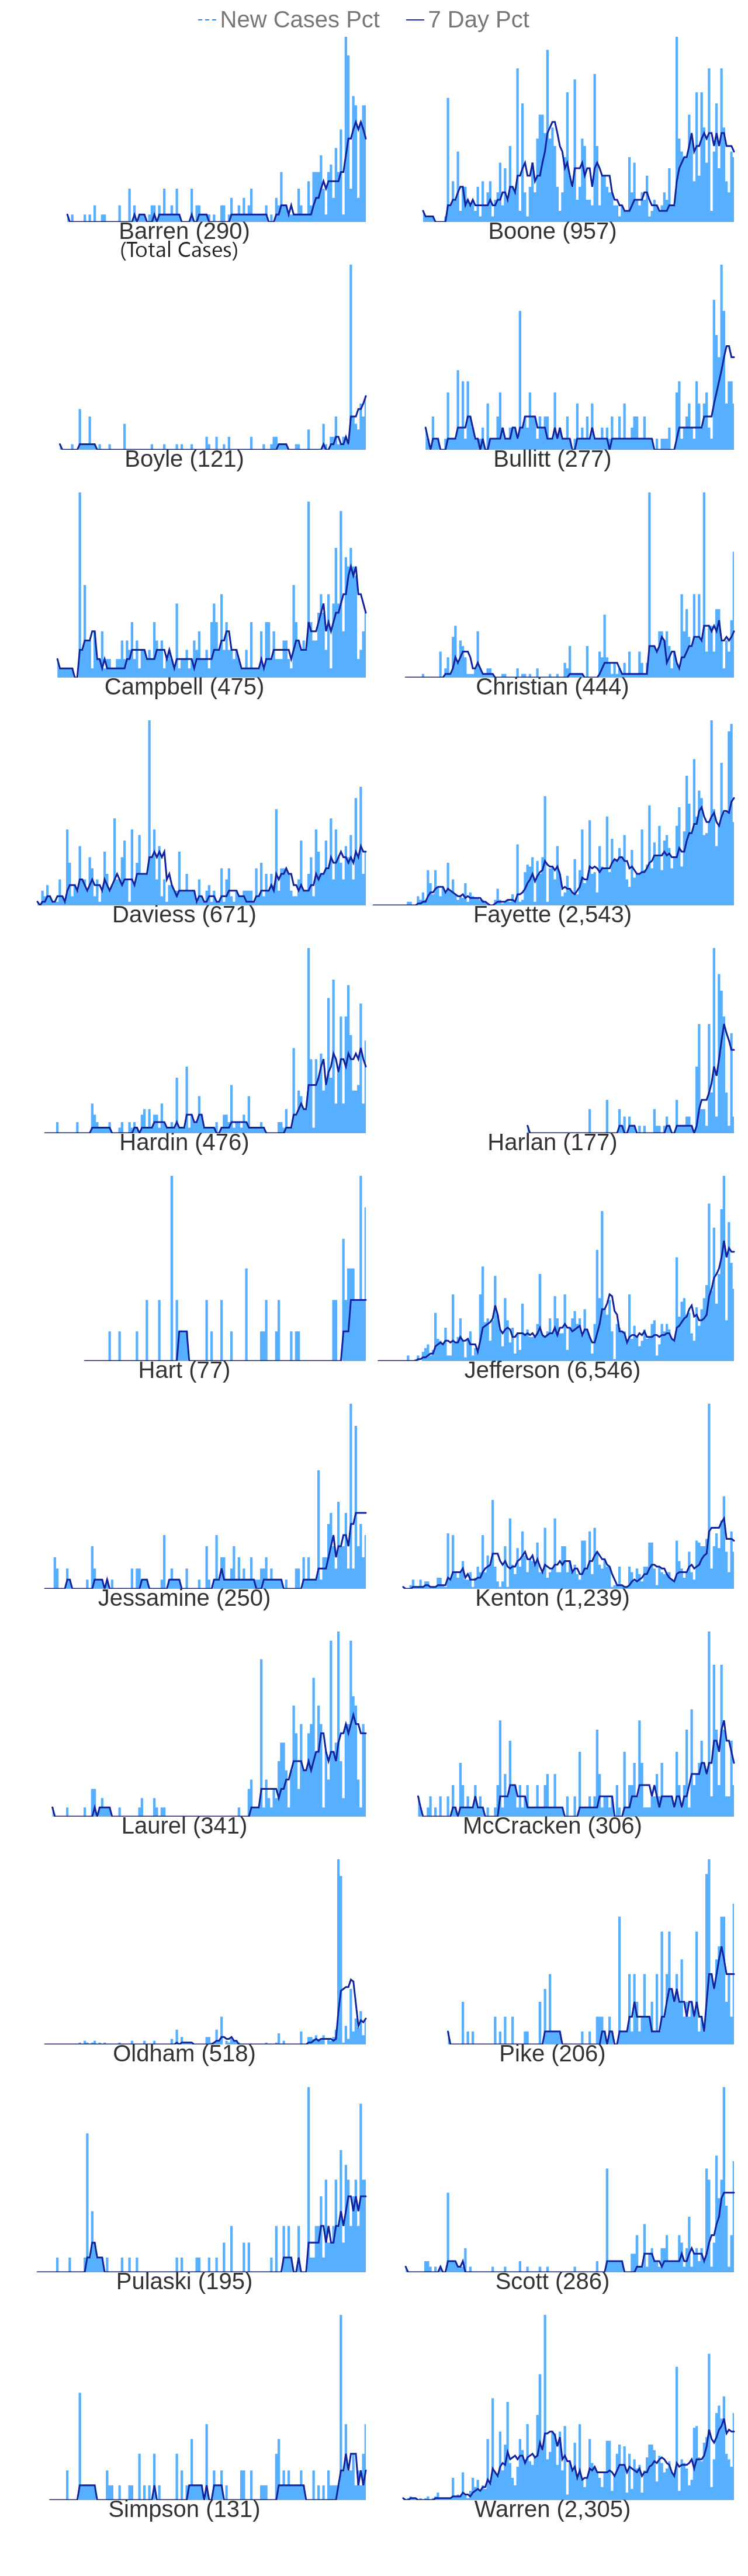 New Cases Pct 7 Day Pct
Barren (290) Boone (957)
(Total Cases)
Boyle (121) Bullitt (277)
Campbell (475) Christian (444)
Daviess (671) Fayette (2,543)
Hardin (476) Harlan (177)
Hart (77) Jefferson (6,546)
Jessamine (250) Kenton (1,239)
Laurel (341) McCracken (306)
Oldham (518) Pike (206)
Pulaski (195) Scott (286)
Simpson (131) Warren (2,305)